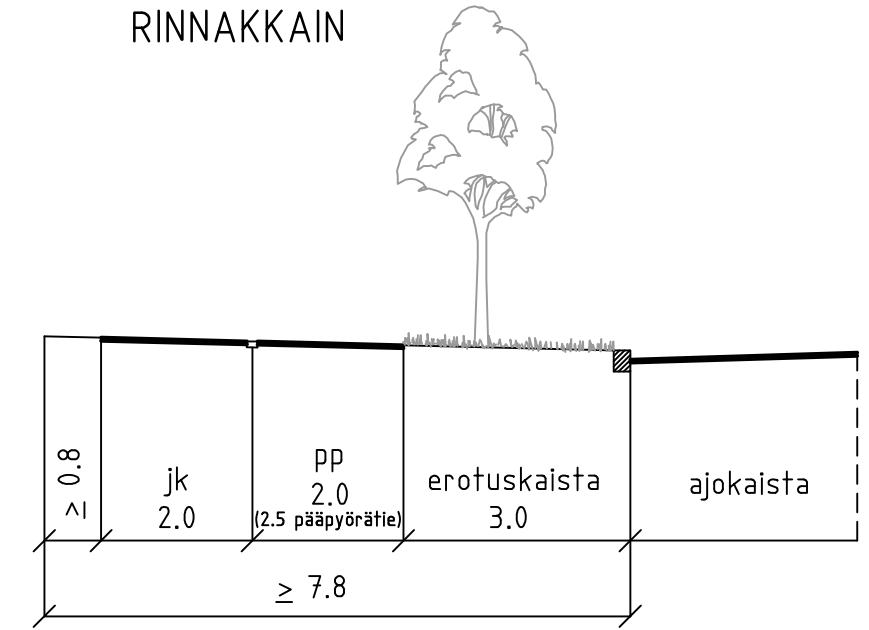 RINNAKKAIN
≥ 0.8
jk
2.0
pp
2.0
(2.5 pääpyörätie)
erotuskaista
3.0
ajokaista
≥ 7.8